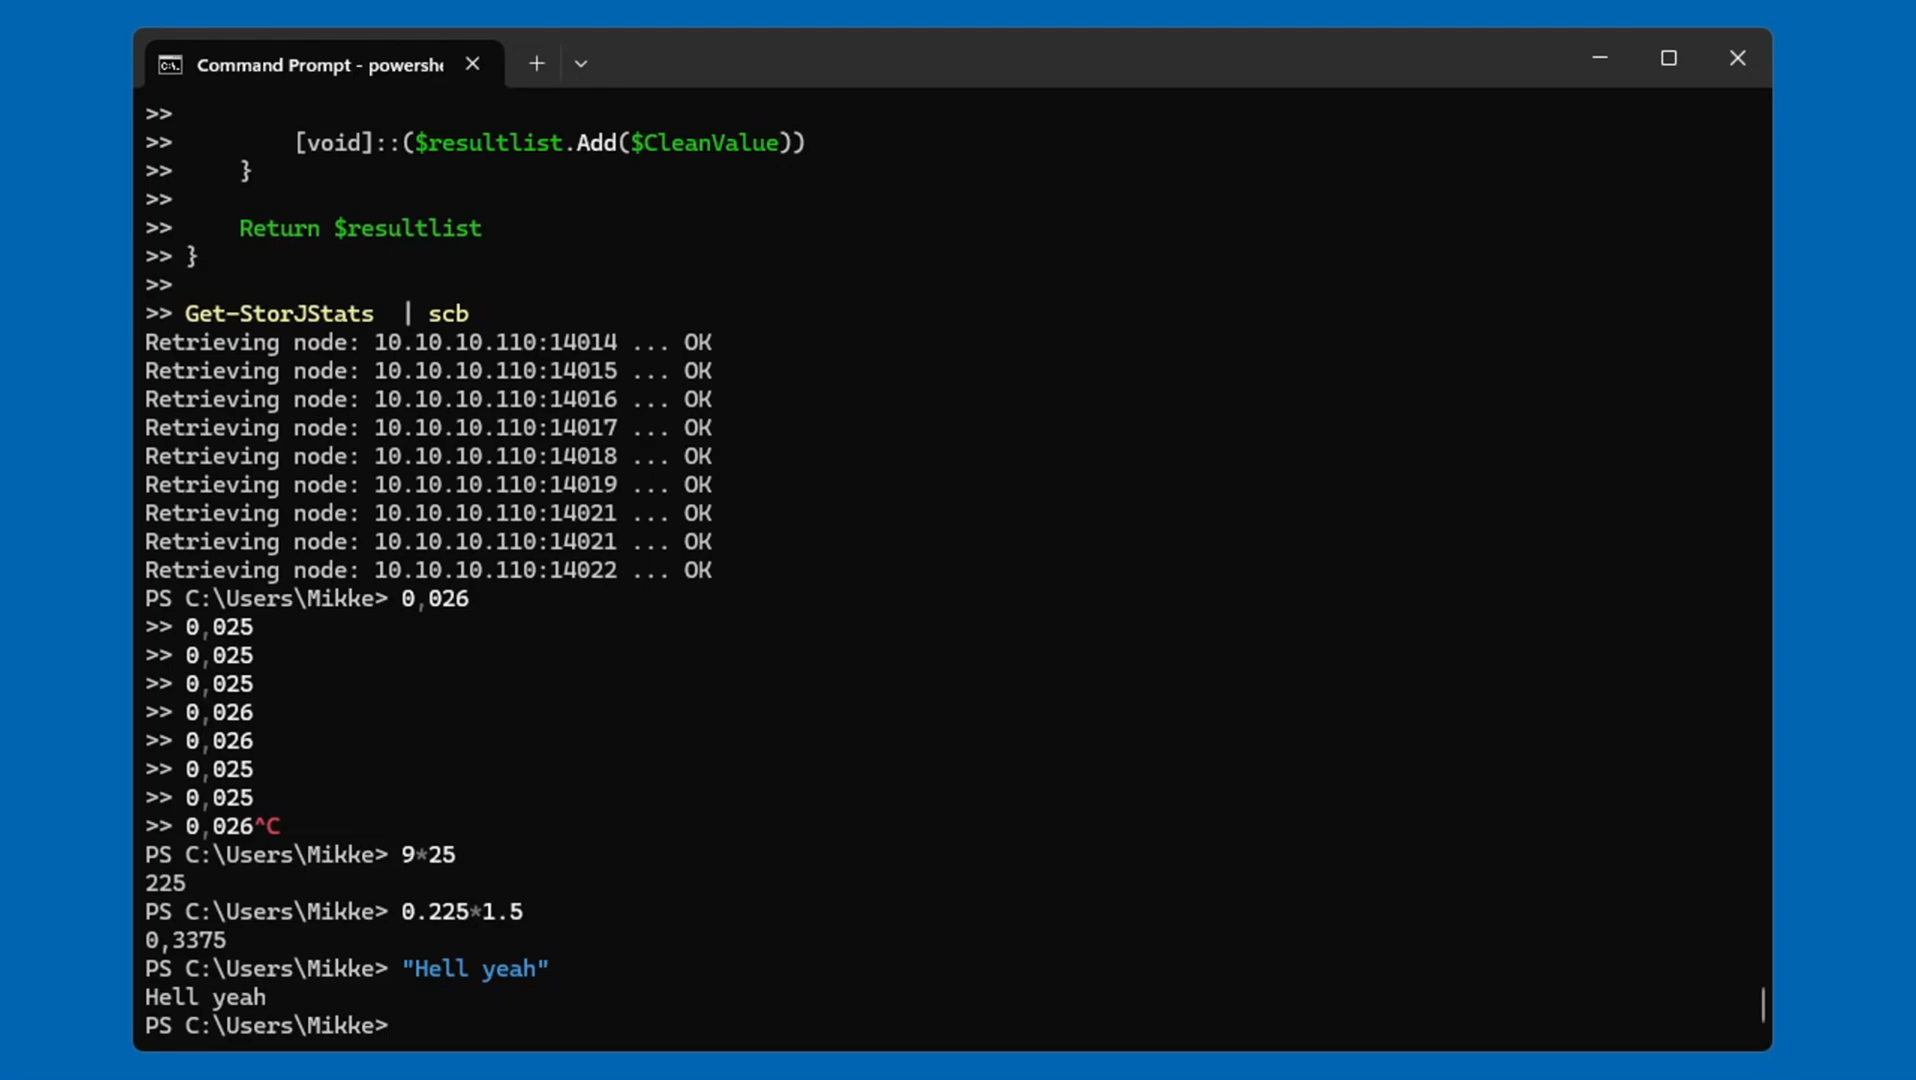 Command Prompt - powershe
>>
>>         [void]::($resultlist.Add($CleanValue))
>>     }
>>
>>     Return $resultlist
>> }
>>
>> Get-StorJStats  | scb
Retrieving node: 10.10.10.110:14014 ... OK
Retrieving node: 10.10.10.110:14015 ... OK
Retrieving node: 10.10.10.110:14016 ... OK
Retrieving node: 10.10.10.110:14017 ... OK
Retrieving node: 10.10.10.110:14018 ... OK
Retrieving node: 10.10.10.110:14019 ... OK
Retrieving node: 10.10.10.110:14021 ... OK
Retrieving node: 10.10.10.110:14021 ... OK
Retrieving node: 10.10.10.110:14022 ... OK
PS C:\Users\Mikke> 0,026
>> 0,025
>> 0,025
>> 0,025
>> 0,026
>> 0,026
>> 0,025
>> 0,025
>> 0,026^C
PS C:\Users\Mikke> 9*25
225
PS C:\Users\Mikke> 0.225*1.5
0,3375
PS C:\Users\Mikke> "Hell yeah"
Hell yeah
PS C:\Users\Mikke>